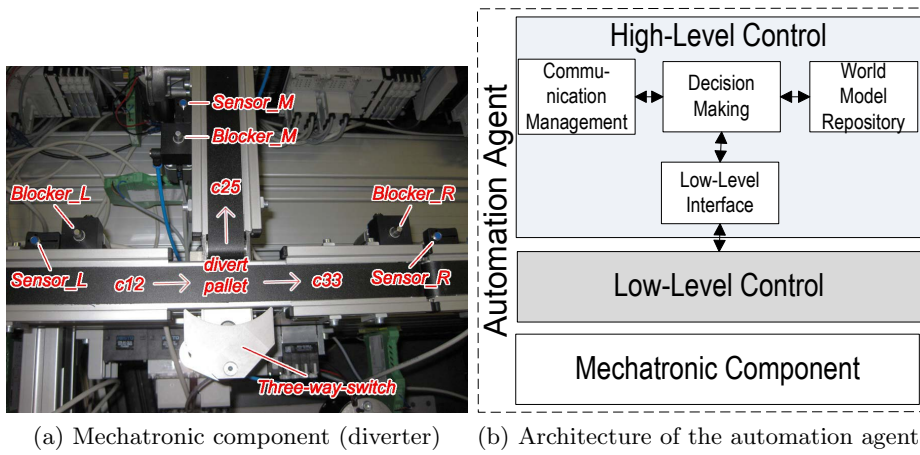 Sensor_M
Blocker_M
Blocker_L
Blocker_R
c25
Sensor_L
c12
divert
pallet
c33
Sensor_R
Three-way-switch
(a) Mechatronic component (diverter)
Automation Agent
High-Level Control
Commu-
nication
Management
Decision
Making
World
Model
Repository
Low-Level
Interface
Low-Level Control
Mechatronic Component
(b) Architecture of the automation agent